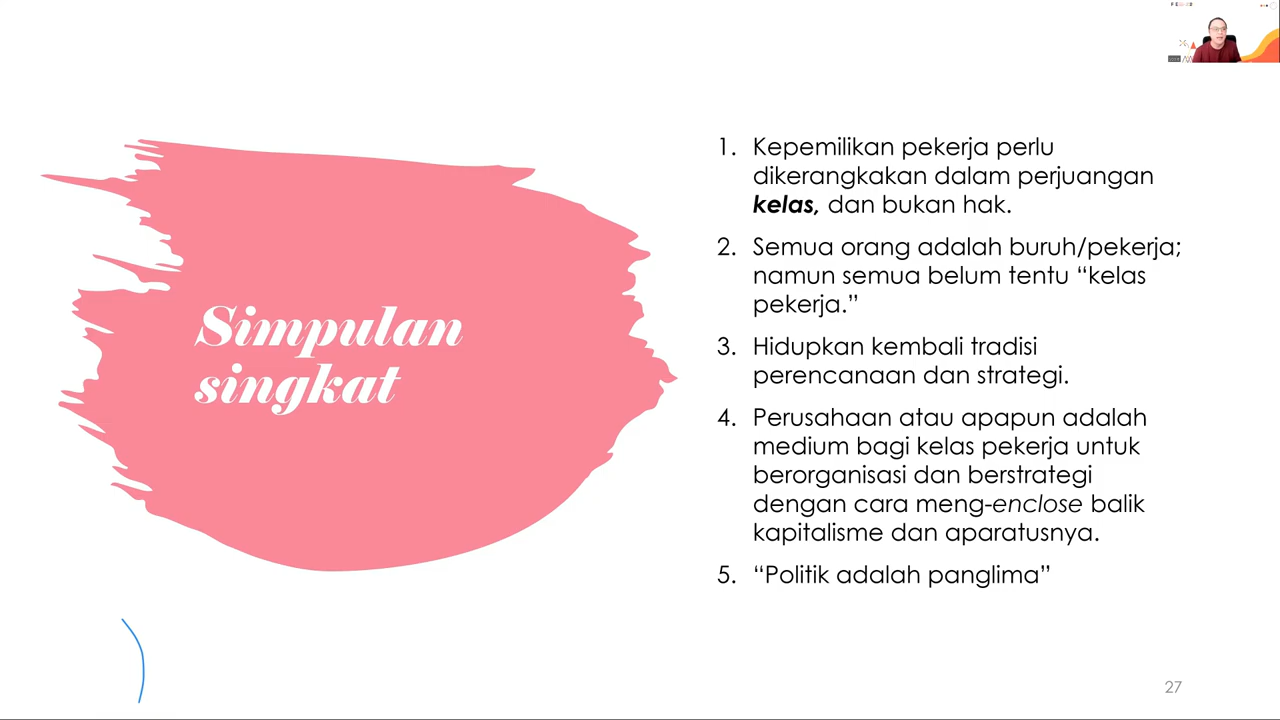 Simpulan
singkat
1. Kepemilikan pekerja perlu
dikerangkakan dalam perjuangan
kelas, dan bukan hak.
2. Semua orang adalah buruh/pekerja;
namun semua belum tentu “kelas
pekerja.”
3. Hidupkan kembali tradisi
perencanaan dan strategi.
4. Perusahaan atau apapun adalah
medium bagi kelas pekerja untuk
berorganisasi dan berstrategi
dengan cara meng-enclose balik
kapitalisme dan aparatusnya.
5. “Politik adalah panglima”
27